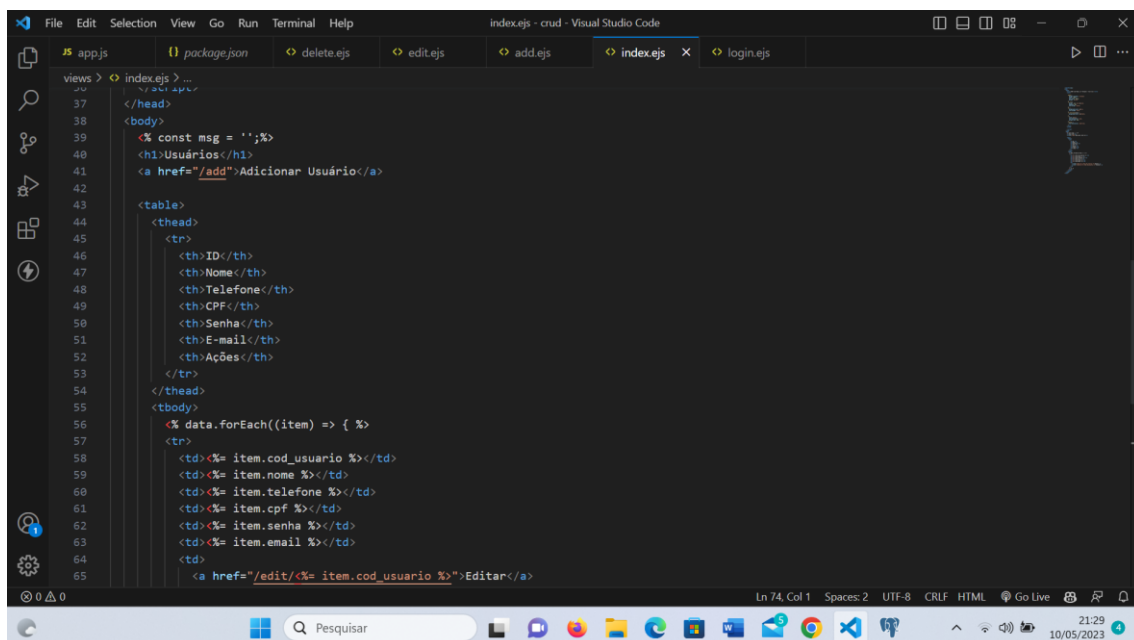 File Edit Selection View Go Run Terminal Help index.ejs - crud - Visual Studio Code
JS app.js {} package.json <> delete.ejs <> edit.ejs <> add.ejs <> index.ejs X <> login.ejs
views > <> index.ejs > ...
36 </script>
37 </head>
38 <body>
39 <% const msg = '';%>
40 <h1>Usuários</h1>
41 <a href="/add">Adicionar Usuário</a>
42
43 <table>
44 <thead>
45 <tr>
46 <th>ID</th>
47 <th>Nome</th>
48 <th>Telefone</th>
49 <th>CPF</th>
50 <th>Senha</th>
51 <th>E-mail</th>
52 <th>Ações</th>
53 </tr>
54 </thead>
55 <tbody>
56 <% data.forEach((item) => { %>
57 <tr>
58 <td><%= item.cod_usuario %></td>
59 <td><%= item.nome %></td>
60 <td><%= item.telefone %></td>
61 <td><%= item.cpf %></td>
62 <td><%= item.senha %></td>
63 <td><%= item.email %></td>
64 <td>
65 <a href="/edit/<%= item.cod_usuario %>">Editar</a>
1
0 0 Ln 74, Col 1 Spaces: 2 UTF-8 CRLF HTML Go Live
Pesquisar 21:29
10/05/2023 4